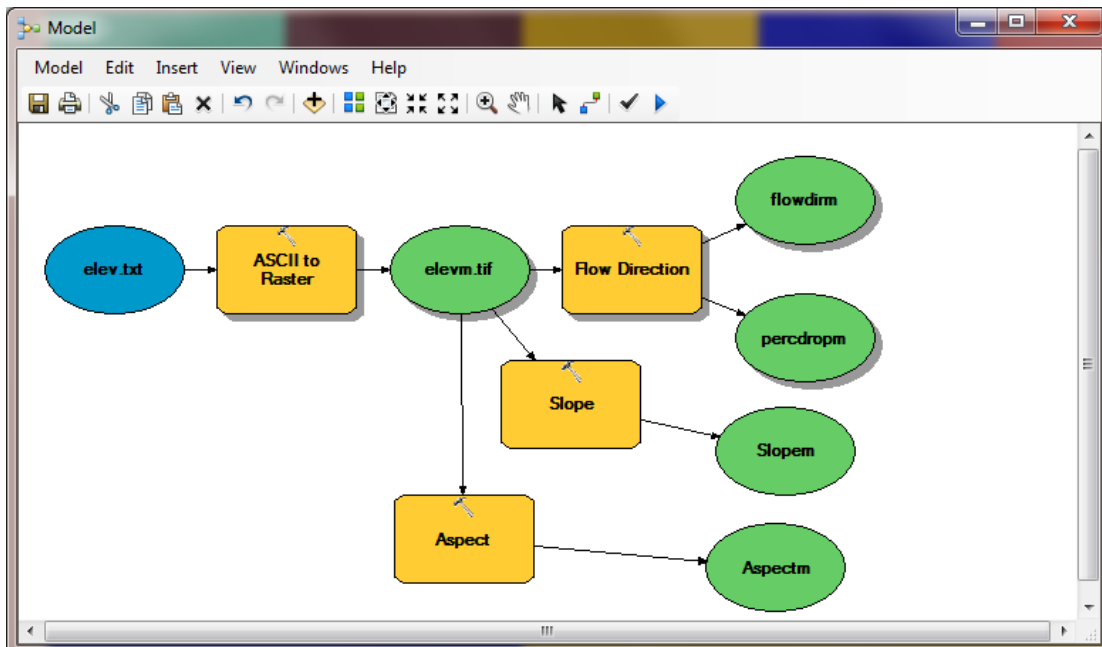 Model
Model Edit Insert View Windows Help
flowdirm
elev.txt
ASCII to
Raster
elevm.tif
Flow Direction
percdropm
Slope
Slopem
Aspect
Aspectm